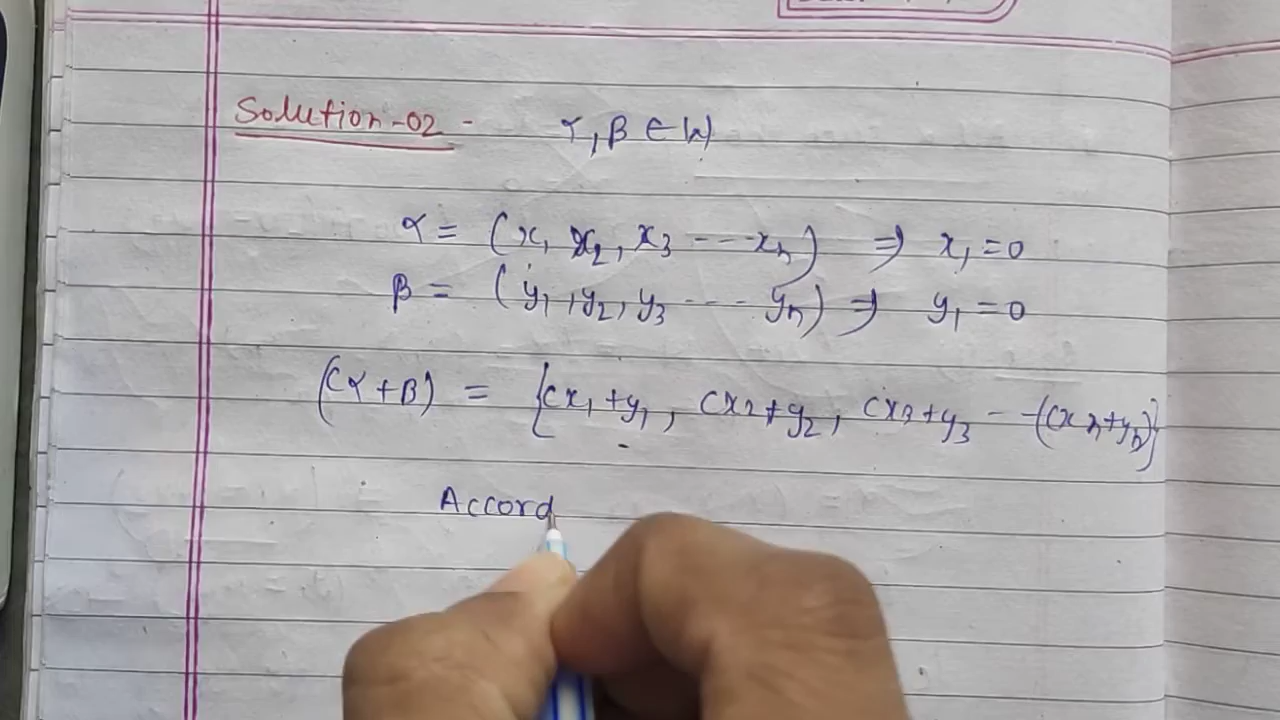 Solution-02 - α, β ∈ W
α = (x₁ x₂, x₃ --- xₙ) ⇒ x₁ = 0
β = (y₁, y₂, y₃ ---- yₙ) ⇒ y₁ = 0
(cα + β) = {cx₁ + y₁, cx₂ + y₂, cx₃ + y₃ -- (cxₙ + yₙ)}
Accord